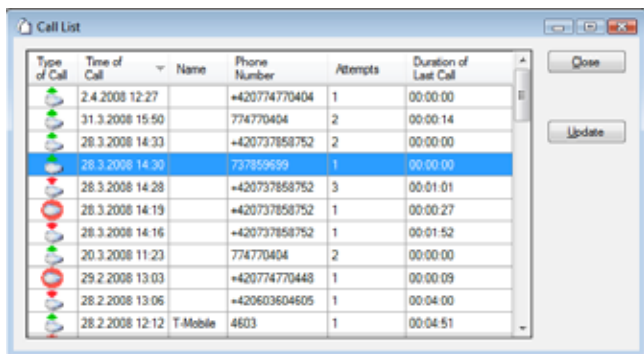 Call List
Type of Call Time of Call Name Phone Number Attempts Duration of Last Call
2.4.2008 12:27 +420774770404 1 00:00:00
31.3.2008 15:50 774770404 2 00:00:14
28.3.2008 14:33 +420737858752 2 00:00:00
28.3.2008 14:30 737859699 1 00:00:00
28.3.2008 14:28 +420737858752 3 00:01:01
28.3.2008 14:19 +420737858752 1 00:00:27
28.3.2008 14:16 +420737858752 1 00:01:52
20.3.2008 11:23 774770404 2 00:00:00
29.2.2008 13:03 +420774770448 1 00:00:09
28.2.2008 13:06 +420603604605 1 00:04:00
28.2.2008 12:12 T-Mobile 4603 1 00:04:51
Close
Update